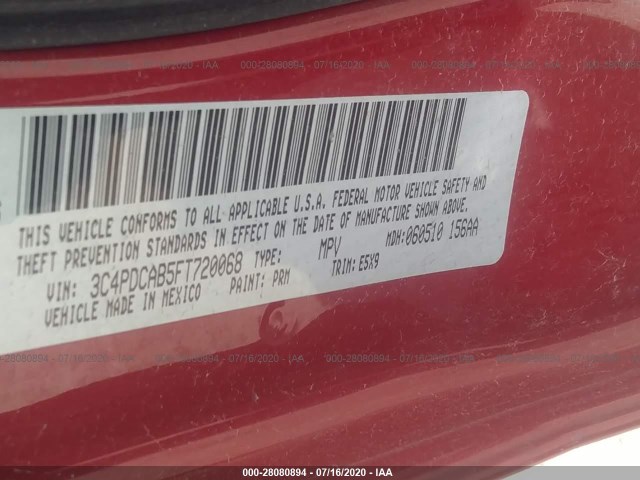 THIS VEHICLE CONFORMS TO ALL APPLICABLE U.S.A. FEDERAL MOTOR VEHICLE SAFETY AND
THEFT PREVENTION STANDARDS IN EFFECT ON THE DATE OF MANUFACTURE SHOWN ABOVE.
VIN: 3C4PDCAB5FT720068 TYPE: MPV MDH:060510 156AA
VEHICLE MADE IN MEXICO PAINT: PRM TRIM: E5X9
000-28080894 - 07/16/2020 - IAA